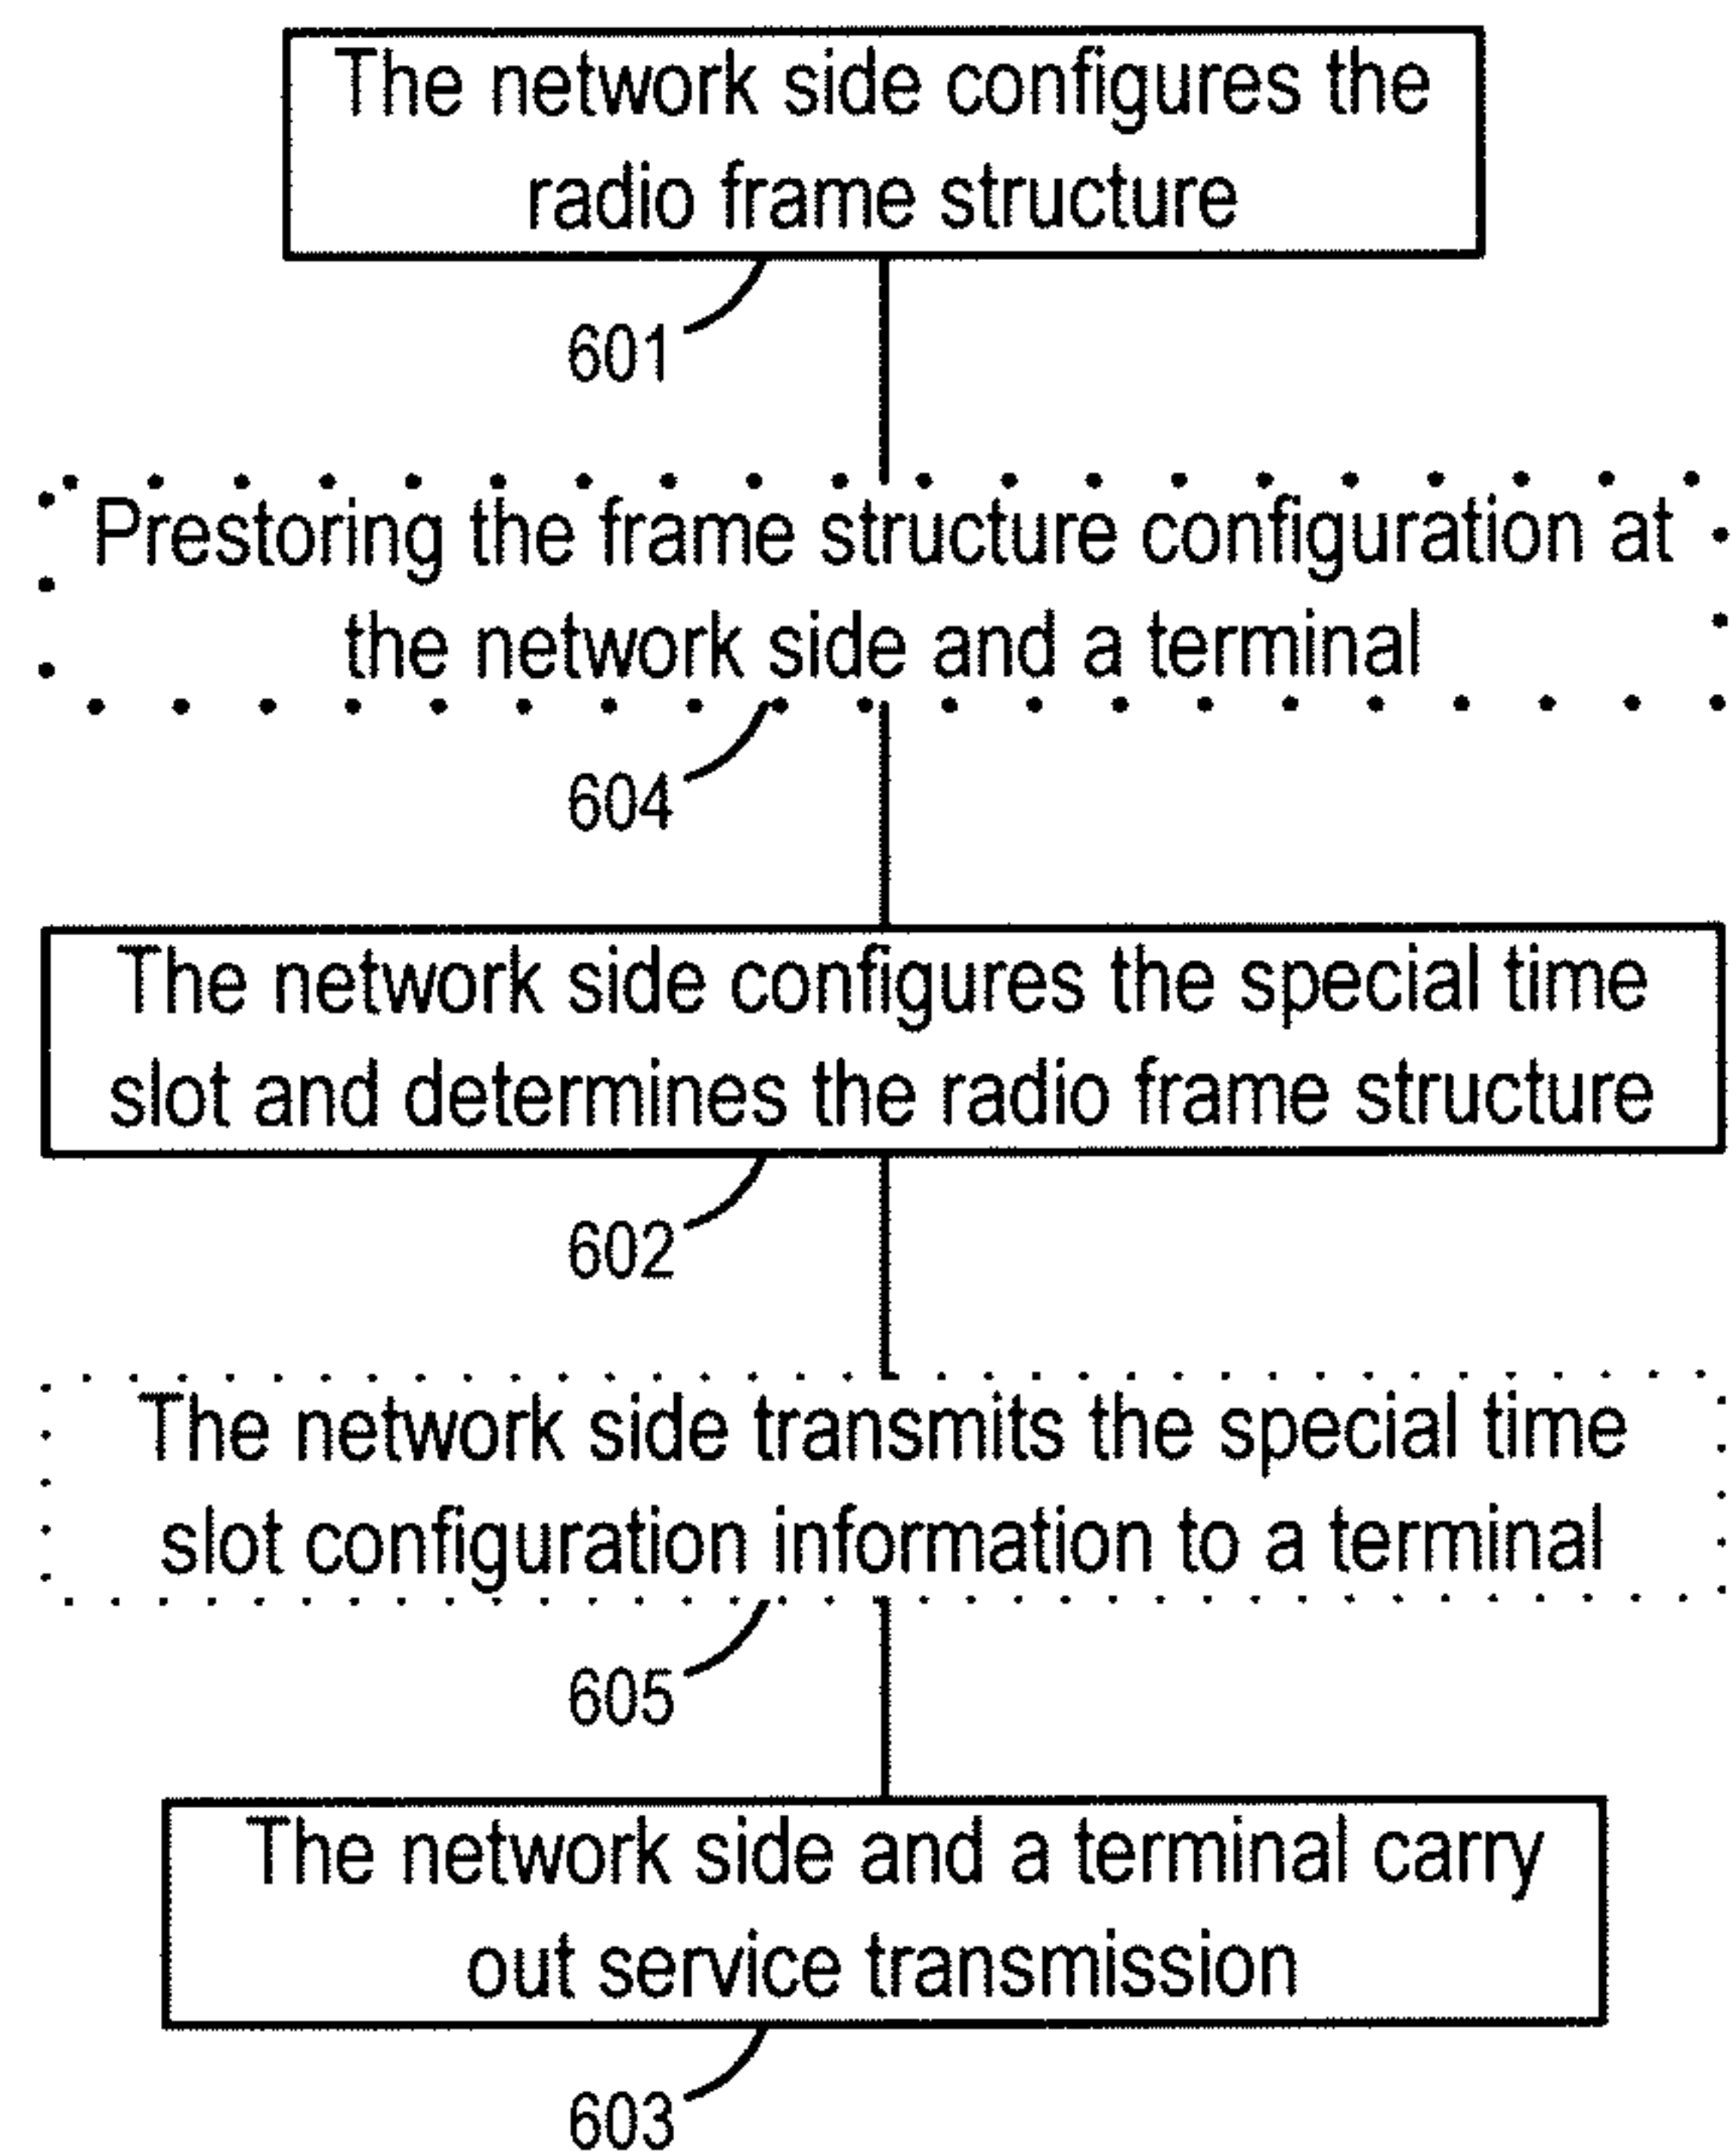 The network side configures the
radio frame structure
601
Prestoring the frame structure configuration at
the network side and a terminal
604
The network side configures the special time
slot and determines the radio frame structure
602
The network side transmits the special time
slot configuration information to a terminal
605
The network side and a terminal carry
out service transmission
603